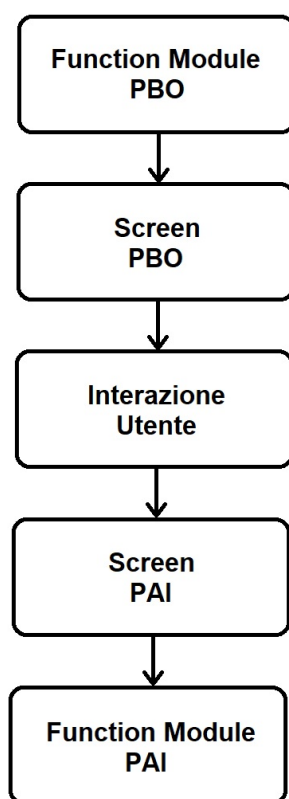 Function Module
PBO
Screen
PBO
Interazione
Utente
Screen
PAI
Function Module
PAI